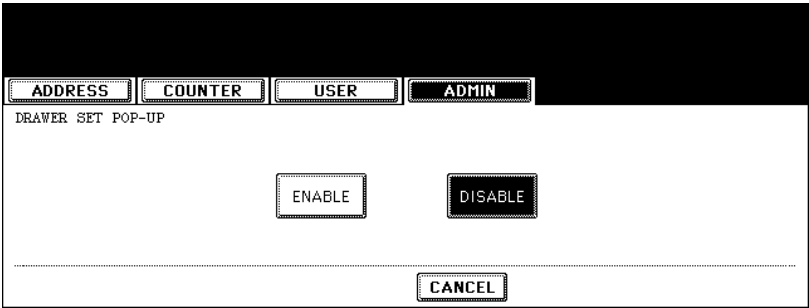 ADDRESS COUNTER USER ADMIN
DRAWER SET POP-UP
ENABLE DISABLE
CANCEL